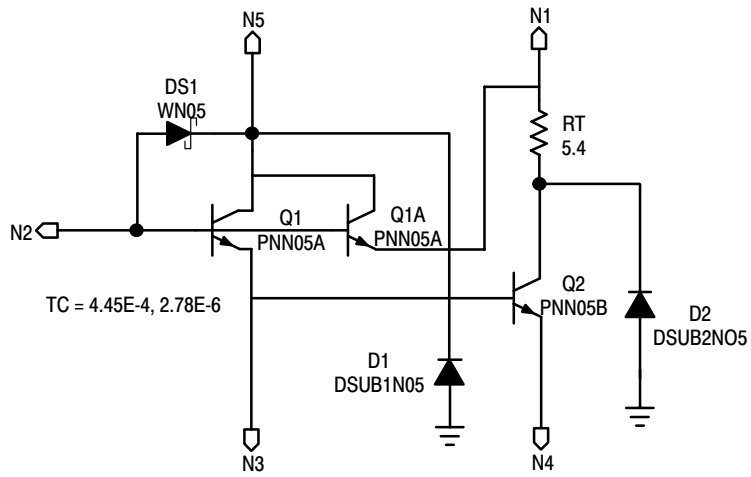 N5
N1
DS1
WN05
RT
5.4
N2
Q1
PNN05A
Q1A
PNN05A
Q2
PNN05B
TC = 4.45E-4, 2.78E-6
D1
DSUB1N05
D2
DSUB2NO5
N3
N4